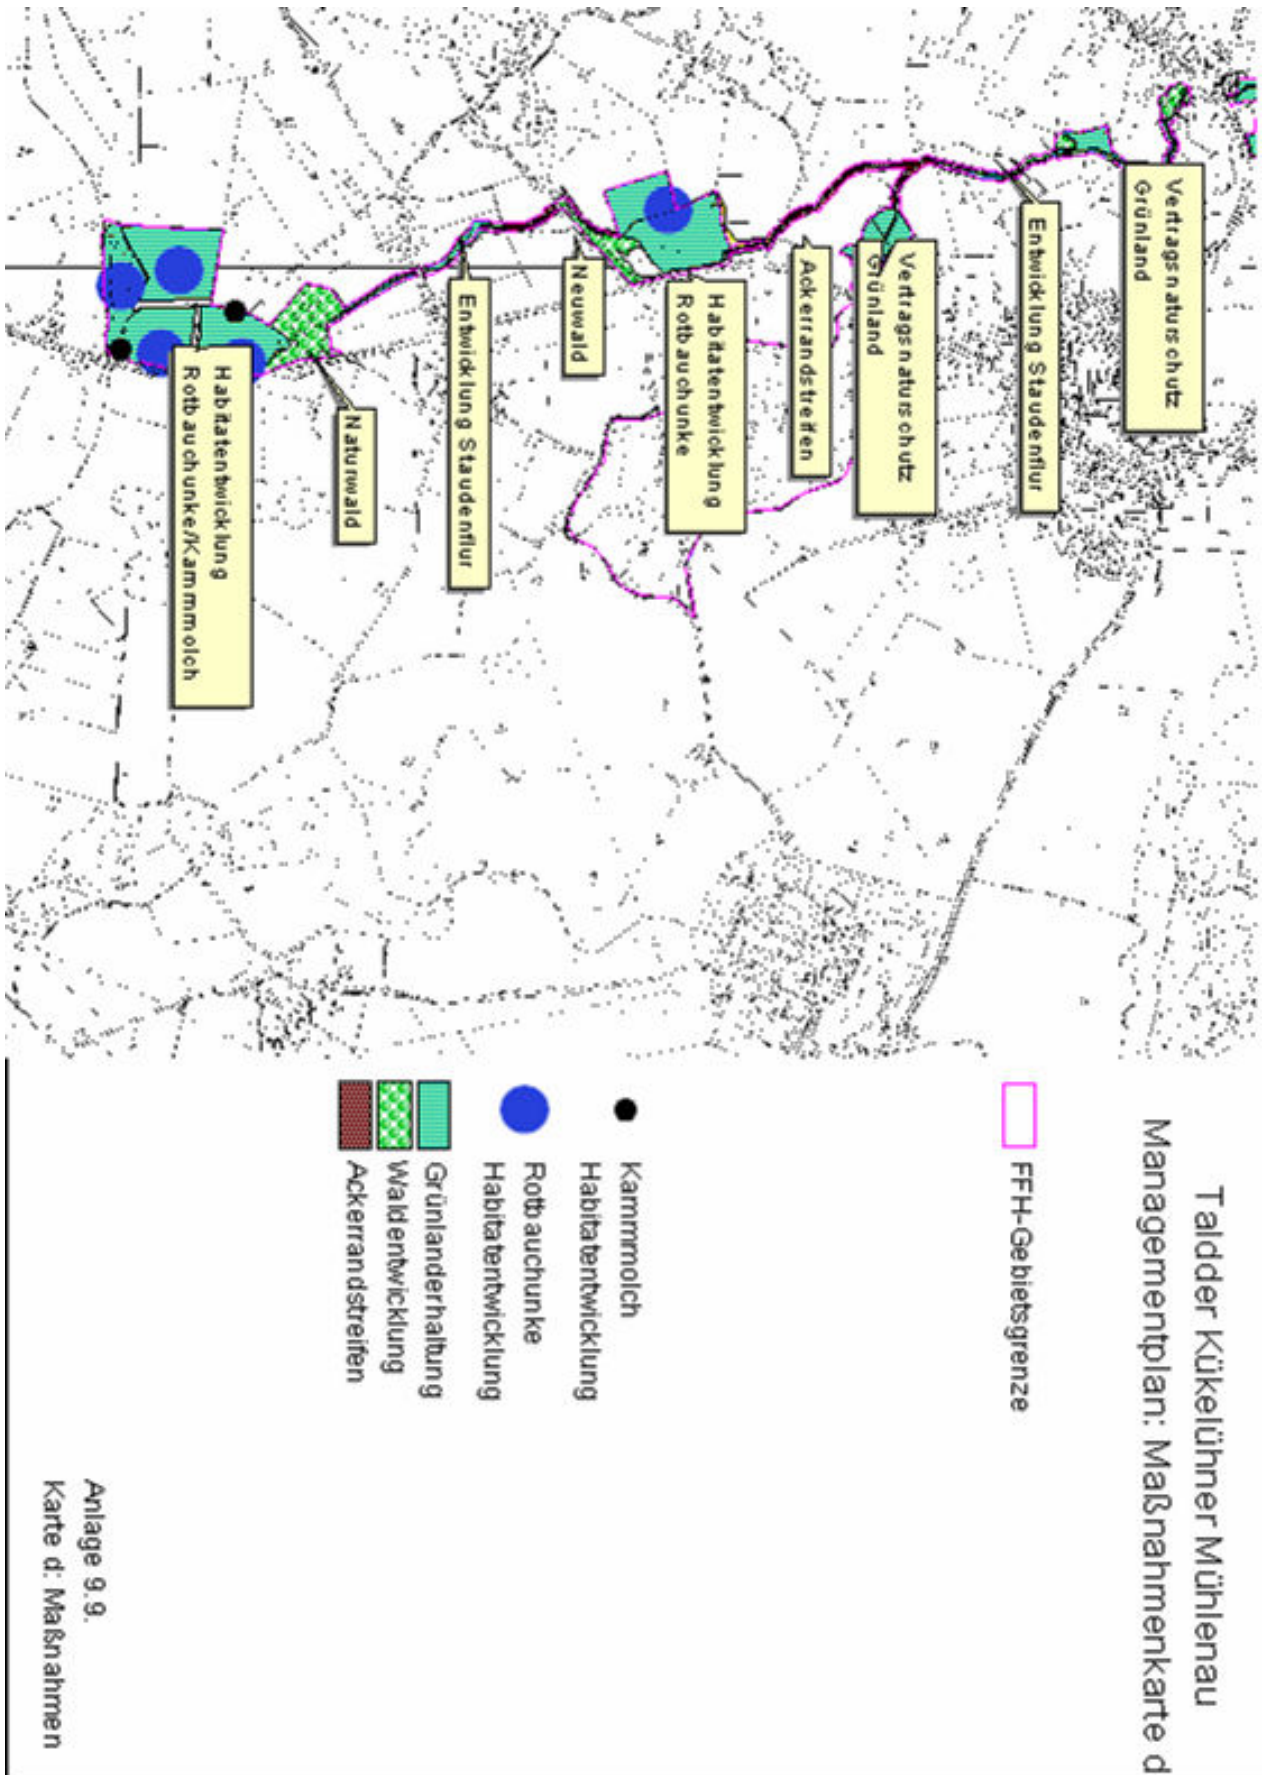 Taldder Kükelühner Mühlenau
Managementplan: Maßnahmenkarte d
Vertragsnaturschutz
Grünland
Entwicklung Staudenflur
Vertragsnaturschutz
Grünland
Ackerrandstreifen
Habitatentwicklung
Rotbauchunke
Neuwald
Entwicklung Staudenflur
Naturwald
Habitatentwicklung
Rotbauchunke/Kammmolch
FFH-Gebietsgrenze
Kammmolch
Habitatentwicklung
Rotbauchunke
Habitatentwicklung
Grünlanderhaltung
Waldentwicklung
Ackerrandstreifen
Anlage 9.9.
Karte d: Maßnahmen